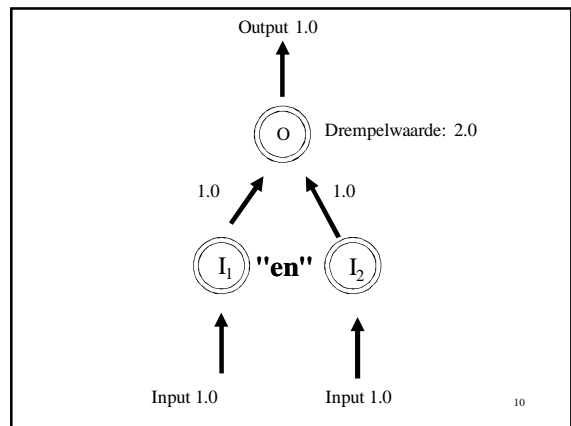 Output 1.0
O
Drempelwaarde: 2.0
1.0 1.0
I₁ "en" I₂
Input 1.0 Input 1.0
10